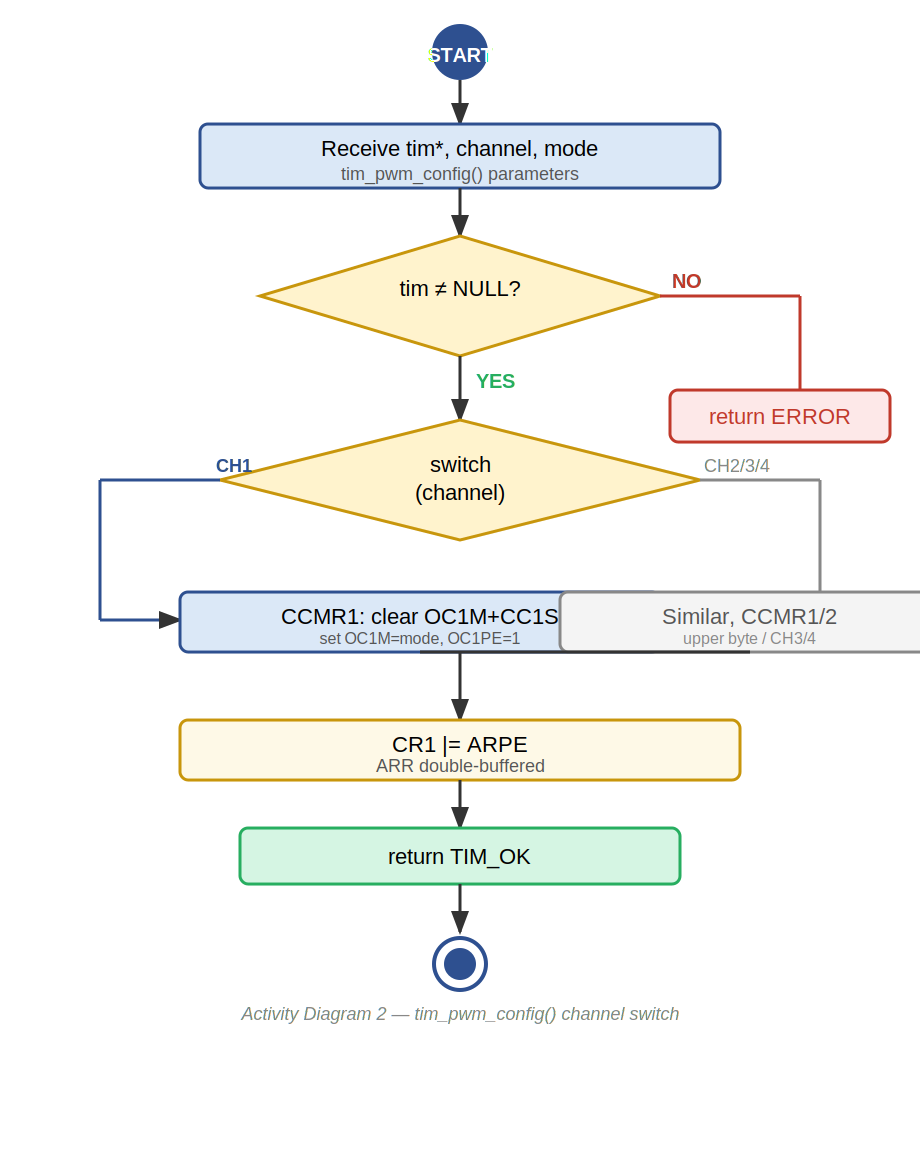 START
Receive tim*, channel, mode
tim_pwm_config() parameters
tim ≠ NULL?
NO
YES
return ERROR
CH1
switch
(channel)
CH2/3/4
CCMR1: clear OC1M+CC1S
set OC1M=mode, OC1PE=1
Similar, CCMR1/2
upper byte / CH3/4
CR1 |= ARPE
ARR double-buffered
return TIM_OK
Activity Diagram 2 — tim_pwm_config() channel switch